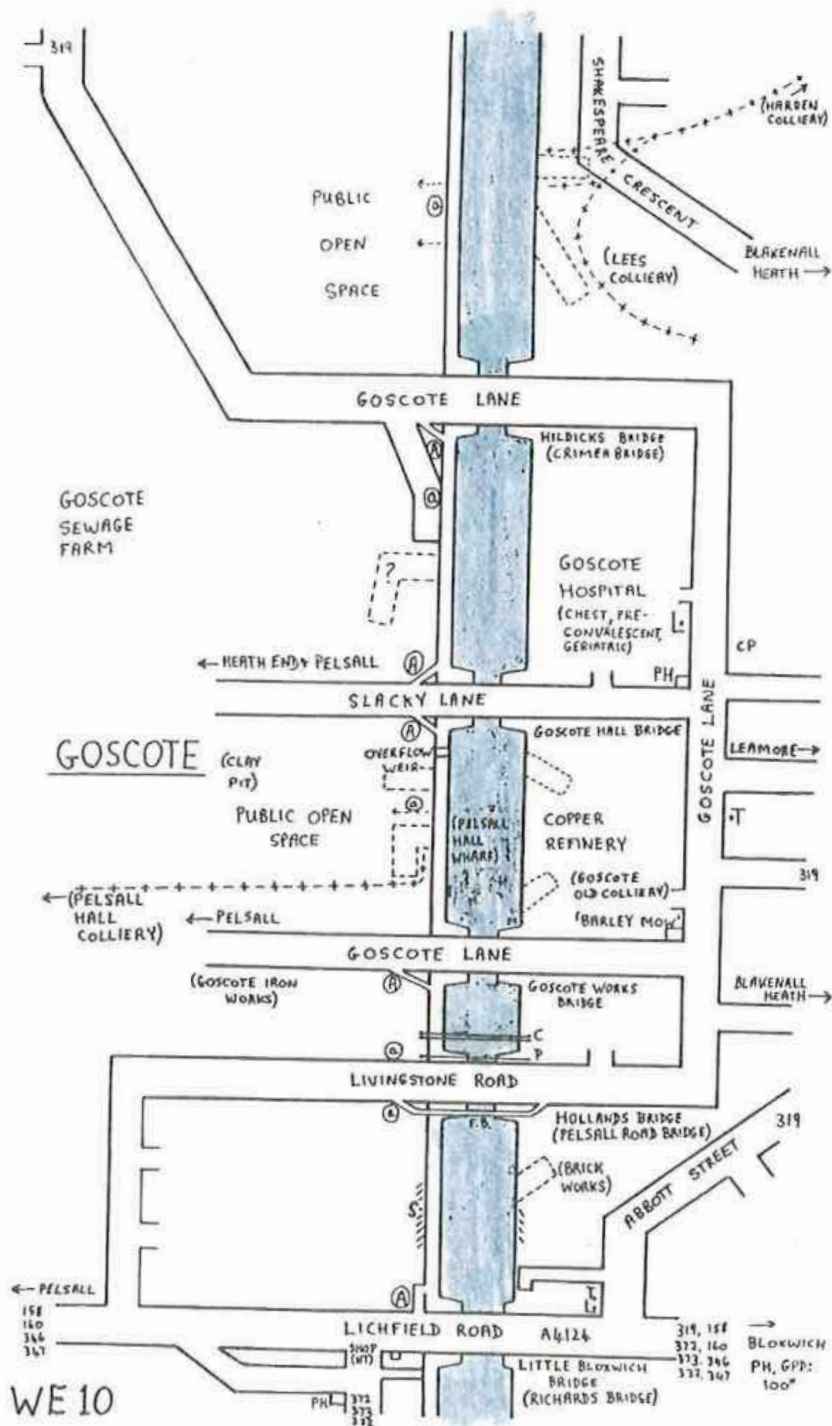 319
SHAKESPEARE CRESCENT
(HARDEN
COLLIERY)
PUBLIC
a
OPEN
SPACE
(LEES
COLLIERY)
BLAKENALL
HEATH →
GOSCOTE LANE
A
HILDICKS BRIDGE
(CRIMEA BRIDGE)
a
GOSCOTE
SEWAGE
FARM
?
GOSCOTE
HOSPITAL
(CHEST, PRE-
CONVALESCENT,
GERIATRIC)
CP
← HEATH END & PELSALL
A
PH
SLACKY LANE
GOSCOTE LANE
A
GOSCOTE HALL BRIDGE
GOSCOTE
(CLAY
PIT)
OVERFLOW
WEIR
LEAMORE →
a
PUBLIC OPEN
SPACE
(PELSALL
HALL
WHARF)
COPPER
REFINERY
T
(GOSCOTE
OLD COLLIERY)
319
← (PELSALL
HALL
COLLIERY)
← PELSALL
'BARLEY MOW'
GOSCOTE LANE
(GOSCOTE IRON
WORKS)
A
GOSCOTE WORKS
BRIDGE
BLAKENALL
HEATH →
C
a
P
LIVINGSTONE ROAD
a
F.B.
HOLLANDS BRIDGE
(PELSALL ROAD BRIDGE)
319
ABBOTT STREET
(BRICK
WORKS)
S
← PELSALL
158
160
346
347
A
T
L
LICHFIELD ROAD A4124
319, 158
372, 160
373, 346
377, 347
→
BLOXWICH
PH, GPD:
100"
SHOP
(NT)
LITTLE BLOXWICH
BRIDGE
(RICHARDS BRIDGE)
PH
372
373
WE 10